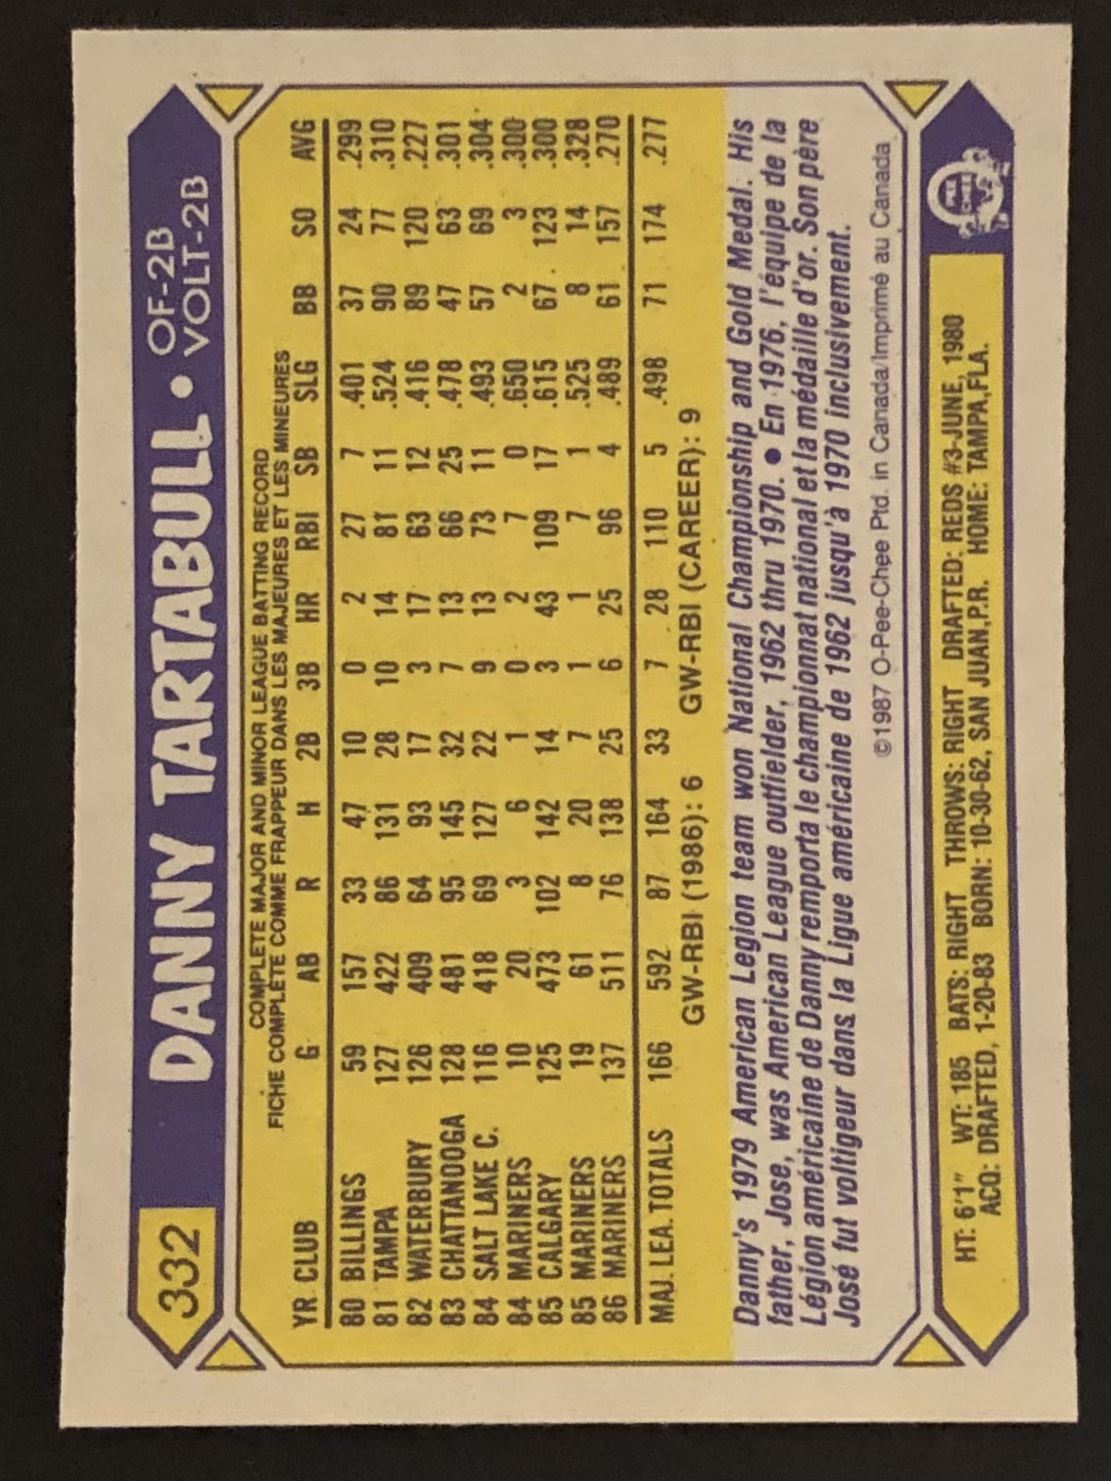 332 DANNY TARTABULL • OF-2B
VOLT-2B
COMPLETE MAJOR AND MINOR LEAGUE BATTING RECORD
FICHE COMPLÈTE COMME FRAPPEUR DANS LES MAJEURES ET LES MINEURES
YR CLUB G AB R H 2B 3B HR RBI SB SLG BB SO AVG
80 BILLINGS 59 157 33 47 10 0 2 27 7 .401 37 24 .299
81 TAMPA 127 422 86 131 28 10 14 81 11 .524 90 77 .310
82 WATERBURY 126 409 64 93 17 3 17 63 12 .416 89 120 .227
83 CHATTANOOGA 128 481 95 145 32 7 13 66 25 .478 47 63 .301
84 SALT LAKE C. 116 418 69 127 22 9 13 73 11 .493 57 69 .304
84 MARINERS 10 20 3 6 1 0 2 7 0 .650 2 3 .300
85 CALGARY 125 473 102 142 14 3 43 109 17 .615 67 123 .300
85 MARINERS 19 61 8 20 7 1 1 7 1 .525 8 14 .328
86 MARINERS 137 511 76 138 25 6 25 96 4 .489 61 157 .270
MAJ. LEA. TOTALS 166 592 87 164 33 7 28 110 5 .498 71 174 .277
GW-RBI (1986): 6 GW-RBI (CAREER): 9
Danny's 1979 American Legion team won National Championship and Gold Medal. His
father, Jose, was American League outfielder, 1962 thru 1970. • En 1976, l'équipe de la
Légion américaine de Danny remporta le championnat national et la médaille d'or. Son père
José fut voltigeur dans la Ligue américaine de 1962 jusqu'à 1970 inclusivement.
©1987 O-Pee-Chee Ptd. in Canada/Imprimé au Canada
HT: 6'1" WT: 185 BATS: RIGHT THROWS: RIGHT DRAFTED: REDS #3-JUNE, 1980
ACQ: DRAFTED, 1-20-83 BORN: 10-30-62, SAN JUAN,P.R. HOME: TAMPA,FLA.
O PEE CHEE